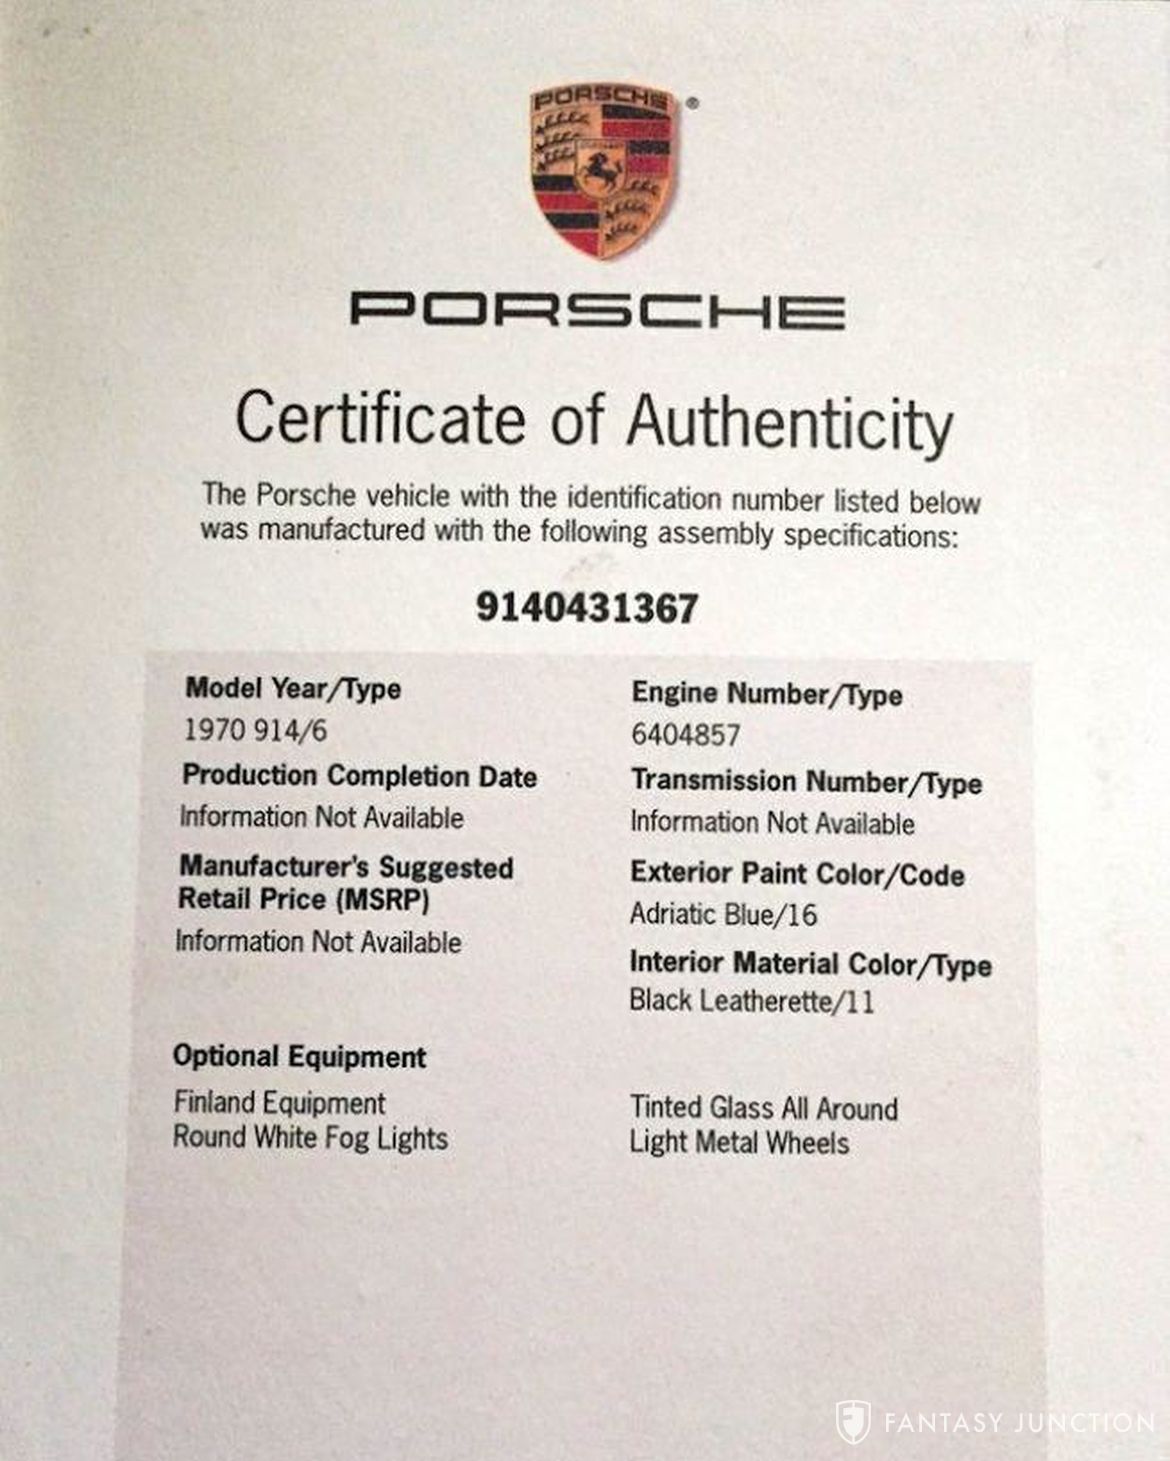 PORSCHE
®
PORSCHE
Certificate of Authenticity
The Porsche vehicle with the identification number listed below
was manufactured with the following assembly specifications:
9140431367
Model Year/Type
1970 914/6
Production Completion Date
Information Not Available
Manufacturer's Suggested
Retail Price (MSRP)
Information Not Available
Engine Number/Type
6404857
Transmission Number/Type
Information Not Available
Exterior Paint Color/Code
Adriatic Blue/16
Interior Material Color/Type
Black Leatherette/11
Optional Equipment
Finland Equipment
Round White Fog Lights
Tinted Glass All Around
Light Metal Wheels
FANTASY JUNCTION